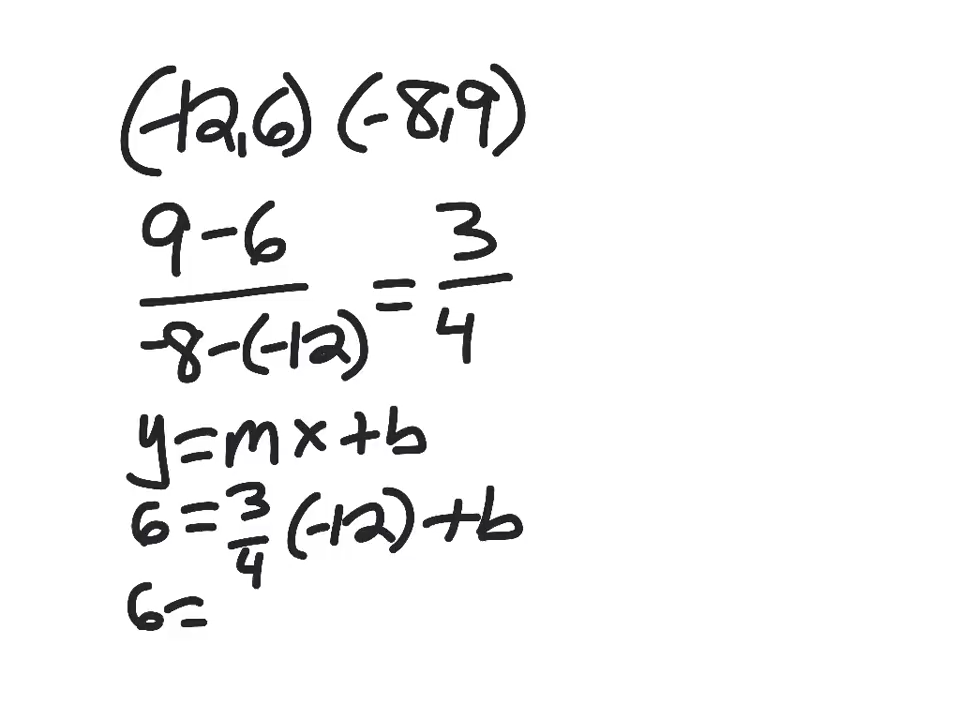 (-12,6) (-8,9)
9-6/-8-(-12) = 3/4
y=mx+b
6=3/4(-12)+b
6=